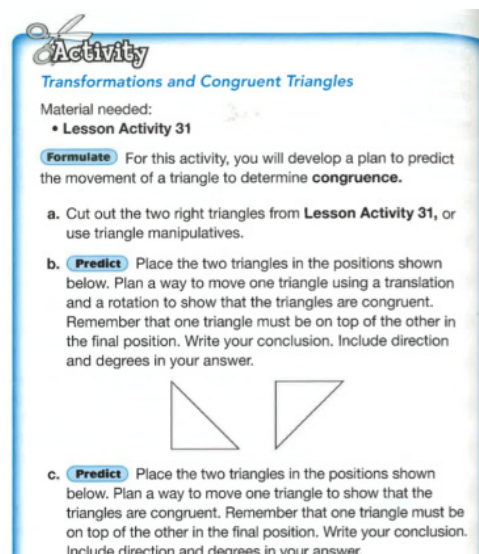 Activity
Transformations and Congruent Triangles
Material needed:
• Lesson Activity 31
Formulate For this activity, you will develop a plan to predict
the movement of a triangle to determine congruence.
a. Cut out the two right triangles from Lesson Activity 31, or
use triangle manipulatives.
b. Predict Place the two triangles in the positions shown
below. Plan a way to move one triangle using a translation
and a rotation to show that the triangles are congruent.
Remember that one triangle must be on top of the other in
the final position. Write your conclusion. Include direction
and degrees in your answer.
c. Predict Place the two triangles in the positions shown
below. Plan a way to move one triangle to show that the
triangles are congruent. Remember that one triangle must be
on top of the other in the final position. Write your conclusion.
Include direction and degrees in your answer.